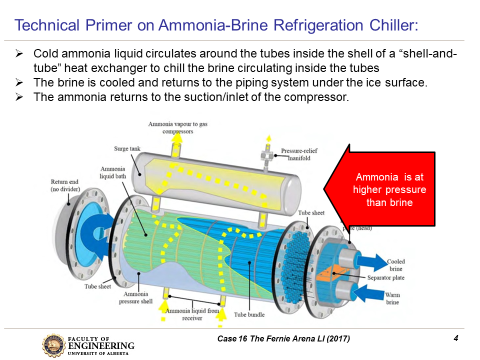 Technical Primer on Ammonia-Brine Refrigeration Chiller:
➢ Cold ammonia liquid circulates around the tubes inside the shell of a “shell-and-
tube” heat exchanger to chill the brine circulating inside the tubes
➢ The brine is cooled and returns to the piping system under the ice surface.
➢ The ammonia returns to the suction/inlet of the compressor.
Ammonia vapour to gas
compressors
Surge tank
Pressure-relief
manifold
Ammonia
liquid bath
Return end
(no divider)
Ammonia is at
higher pressure
than brine
Tube sheet
(head)
Cooled
brine
Separator plate
Warm
brine
Tube sheet
Ammonia
pressure shell
Ammonia liquid from
receiver
Tube bundle
FACULTY OF
ENGINEERING
UNIVERSITY OF ALBERTA
Case 16 The Fernie Arena LI (2017)
4